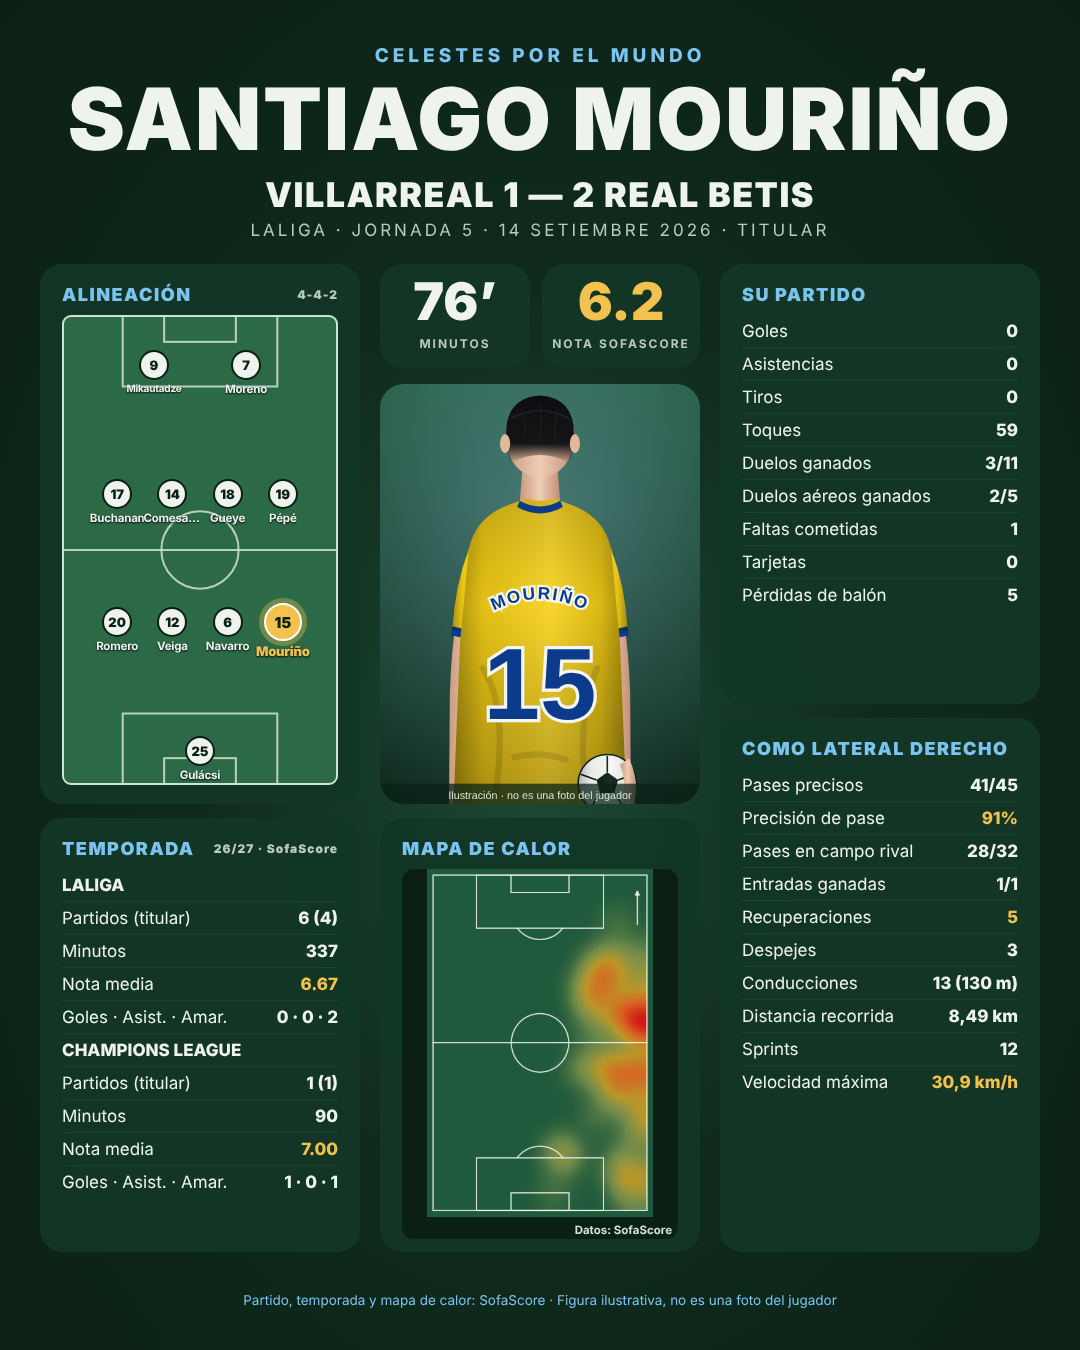 CELESTES POR EL MUNDO
SANTIAGO MOURIÑO
VILLARREAL 1 — 2 REAL BETIS
LALIGA · JORNADA 5 · 14 SETIEMBRE 2026 · TITULAR
ALINEACIÓN 4-4-2
9 7
Mikautadze Moreno
17 14 18 19
Buchanan Comesa... Gueye Pépé
20 12 6 15
Romero Veiga Navarro Mouriño
25
Gulácsi
76′
MINUTOS
6.2
NOTA SOFASCORE
MOURIÑO
15
Ilustración · no es una foto del jugador
SU PARTIDO
Goles 0
Asistencias 0
Tiros 0
Toques 59
Duelos ganados 3/11
Duelos aéreos ganados 2/5
Faltas cometidas 1
Tarjetas 0
Pérdidas de balón 5
TEMPORADA 26/27 · SofaScore
LALIGA
Partidos (titular) 6 (4)
Minutos 337
Nota media 6.67
Goles · Asist. · Amar. 0 · 0 · 2
CHAMPIONS LEAGUE
Partidos (titular) 1 (1)
Minutos 90
Nota media 7.00
Goles · Asist. · Amar. 1 · 0 · 1
MAPA DE CALOR
Datos: SofaScore
COMO LATERAL DERECHO
Pases precisos 41/45
Precisión de pase 91%
Pases en campo rival 28/32
Entradas ganadas 1/1
Recuperaciones 5
Despejes 3
Conducciones 13 (130 m)
Distancia recorrida 8,49 km
Sprints 12
Velocidad máxima 30,9 km/h
Partido, temporada y mapa de calor: SofaScore · Figura ilustrativa, no es una foto del jugador